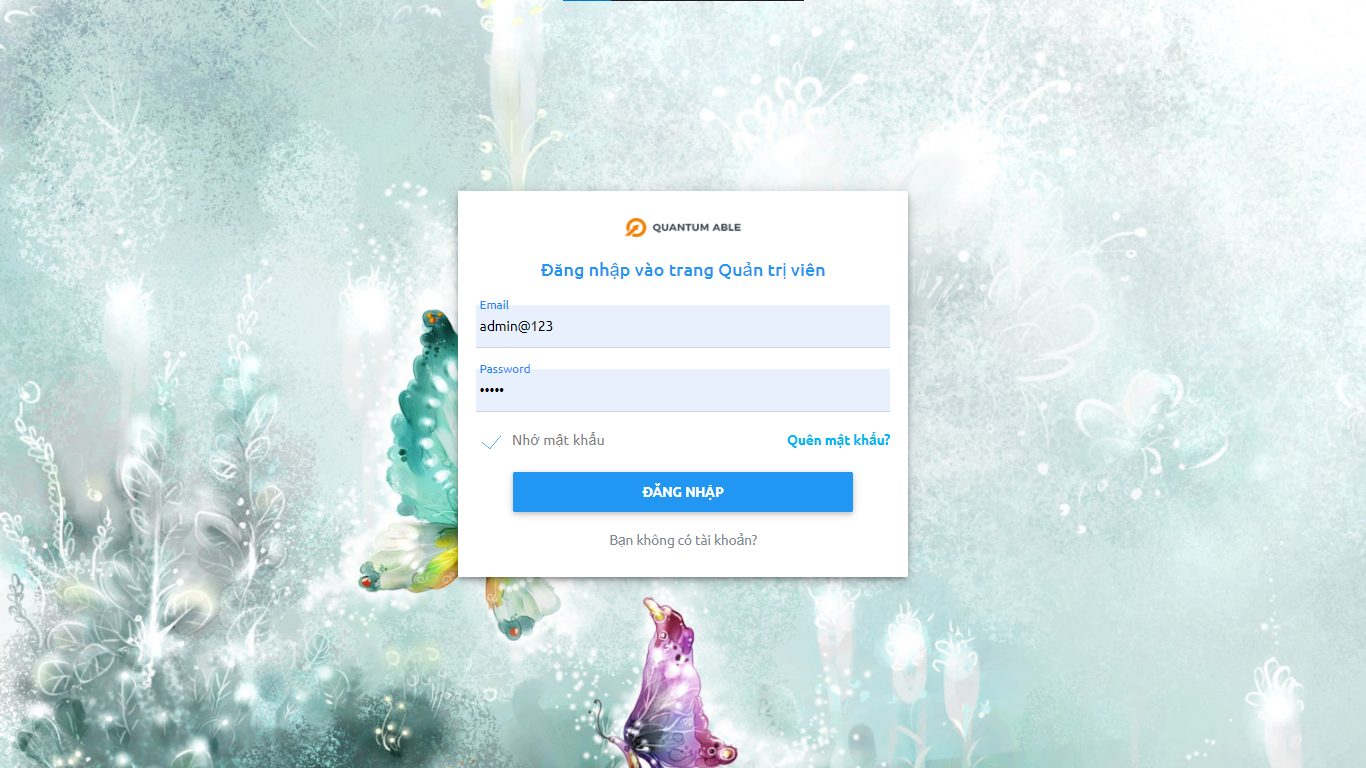 QUANTUM ABLE
Đăng nhập vào trang Quản trị viên
Email
admin@123
Password
•••••
Nhớ mật khẩu
Quên mật khẩu?
ĐĂNG NHẬP
Bạn không có tài khoản?